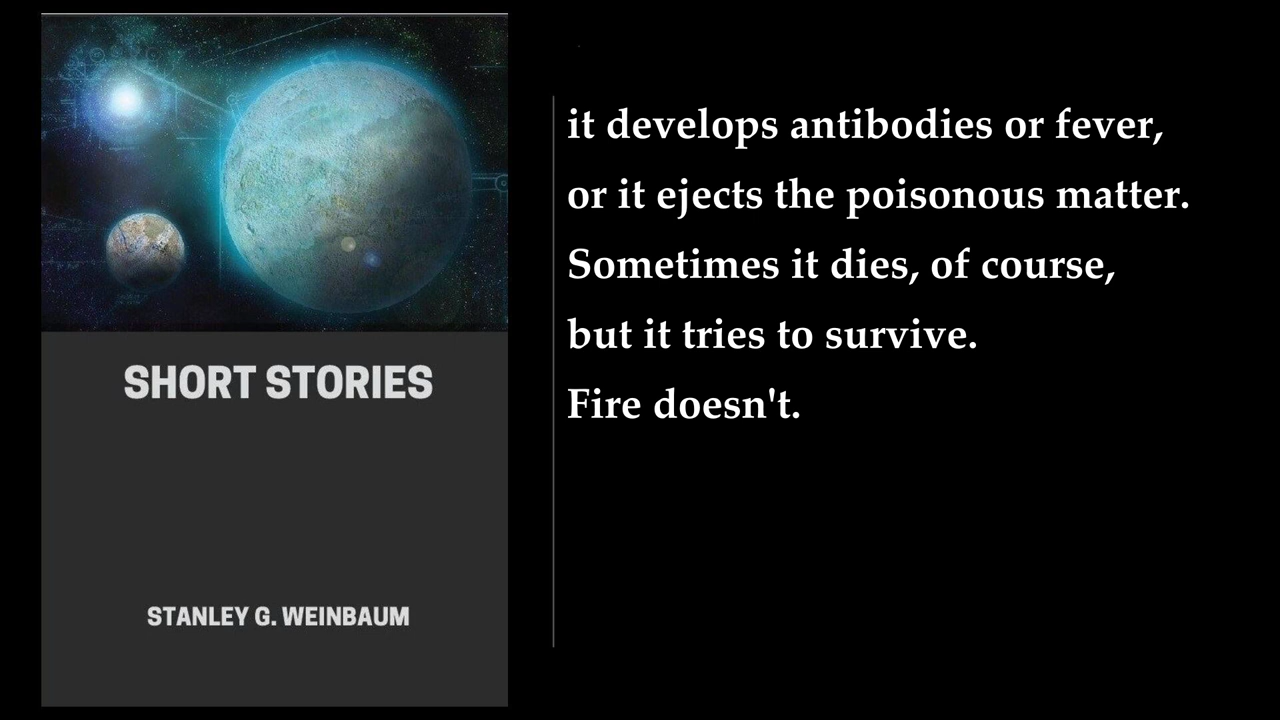 SHORT STORIES
STANLEY G. WEINBAUM
it develops antibodies or fever,
or it ejects the poisonous matter.
Sometimes it dies, of course,
but it tries to survive.
Fire doesn't.